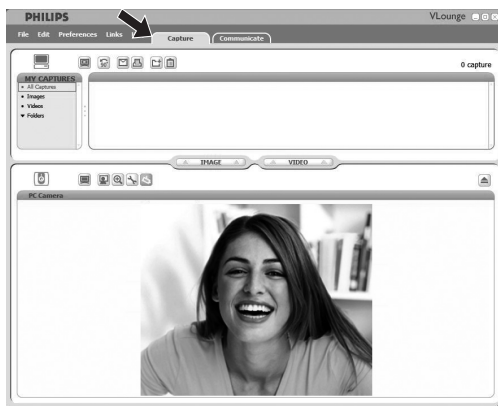 PHILIPS VLounge
File Edit Preferences Links Capture Communicate
0 capture
MY CAPTURES
All Captures
Images
Videos
Folders
IMAGE VIDEO
PC Camera